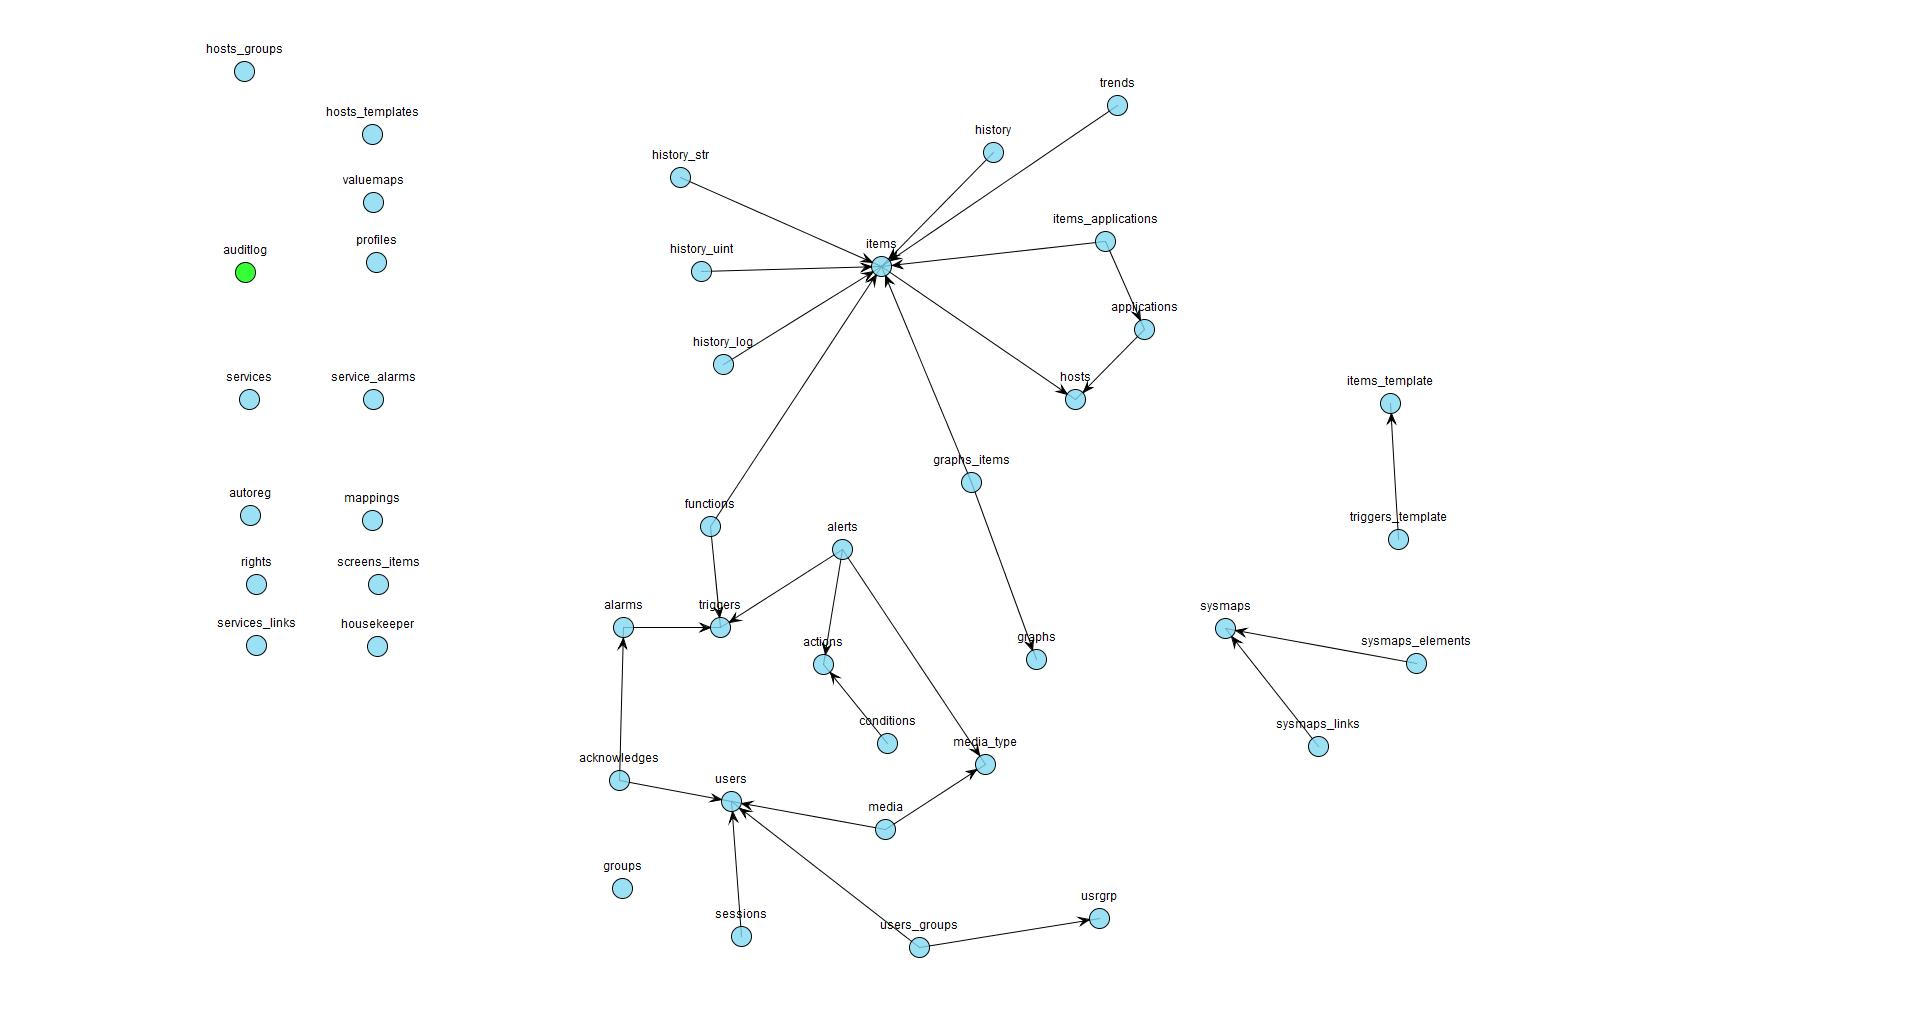 hosts_groups
trends
hosts_templates
history
history_str
valuemaps
items_applications
profiles
items
history_uint
auditlog
applications
history_log
services
service_alarms
hosts
items_template
graphs_items
autoreg
mappings
functions
triggers_template
alerts
rights
screens_items
alarms
triggers
sysmaps
services_links
housekeeper
graphs
actions
sysmaps_elements
conditions
sysmaps_links
media_type
acknowledges
users
media
groups
usrgrp
sessions
users_groups